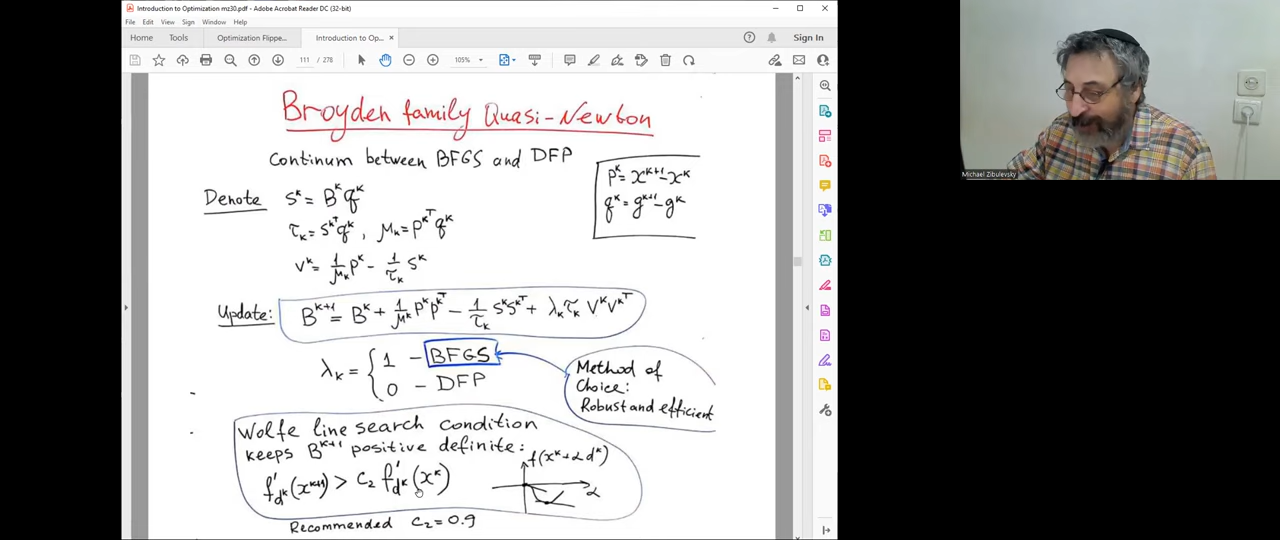 Introduction to Optimization mz30.pdf - Adobe Acrobat Reader DC (32-bit)
File Edit View Sign Window Help
Home Tools Optimization Flippe... Introduction to Op... × Sign In
111 / 278 105%
Broyden family Quasi-Newton
Continum between BFGS and DFP
Denote s^k = B^k q^k
p^k = x^{k+1} - x^k
q^k = g^{k+1} - g^k
τ_k = s^{kT} q^k, μ_k = p^{kT} q^k
v^k = 1/μ_k p^k - 1/τ_k s^k
Update: B^{k+1} = B^k + 1/μ_k p^k p^{kT} - 1/τ_k s^k s^{kT} + λ_k τ_k v^k v^{kT}
λ_k = { 1 - BFGS
0 - DFP
Method of
Choice:
Robust and efficient
Wolfe line search condition
keeps B^{k+1} positive definite:
f'_{d^k}(x^{k+1}) > c_2 f'_{d^k}(x^k)
f(x^k + α d^k)
α
Recommended c_2 = 0.9
Michael Zibulevsky